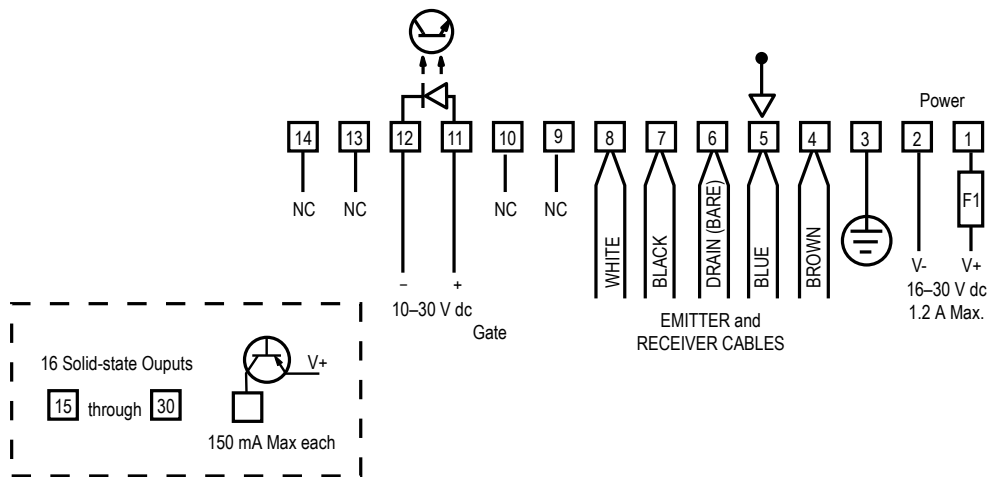 Power
14
13
12
11
10
9
8
7
6
5
4
3
2
1
NC
NC
NC
NC
WHITE
BLACK
DRAIN (BARE)
BLUE
BROWN
F1
– +
10–30 V dc
Gate
V- V+
16–30 V dc
1.2 A Max.
EMITTER and
RECEIVER CABLES
16 Solid-state Ouputs
V+
15 through 30
150 mA Max each